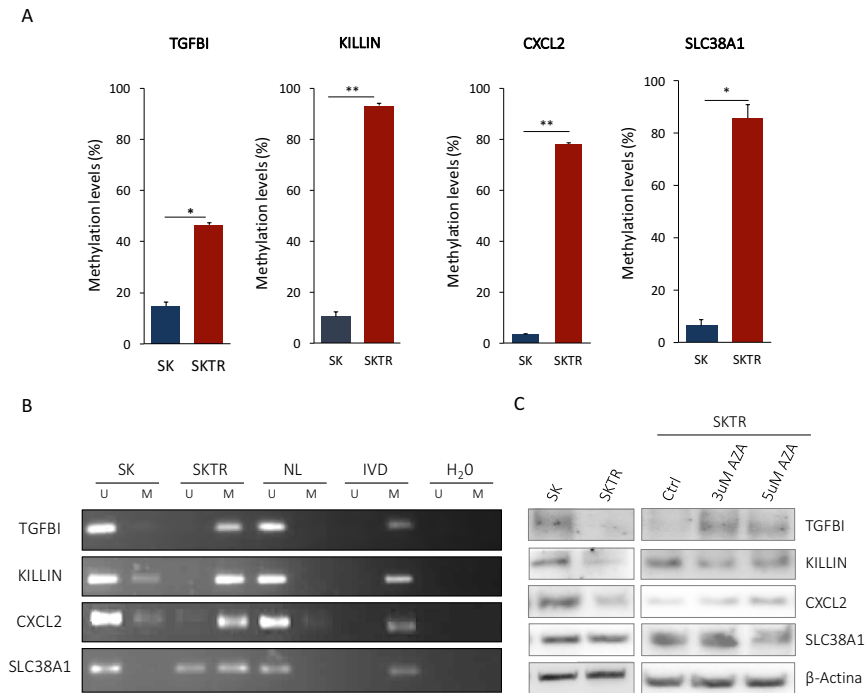 A
TGFBI
KILLIN
CXCL2
SLC38A1
Methylation levels (%)
100
80
60
40
20
0
*
SK
SKTR
Methylation levels (%)
100
80
60
40
20
0
**
SK
SKTR
Methylation levels (%)
100
80
60
40
20
0
**
SK
SKTR
Methylation levels (%)
100
80
60
40
20
0
*
SK
SKTR
B
SK SKTR NL IVD H₂0
U M U M U M U M U M
TGFBI
KILLIN
CXCL2
SLC38A1
C
SKTR
SK SKTR Ctrl 3uM AZA 5uM AZA
TGFBI
KILLIN
CXCL2
SLC38A1
β-Actina